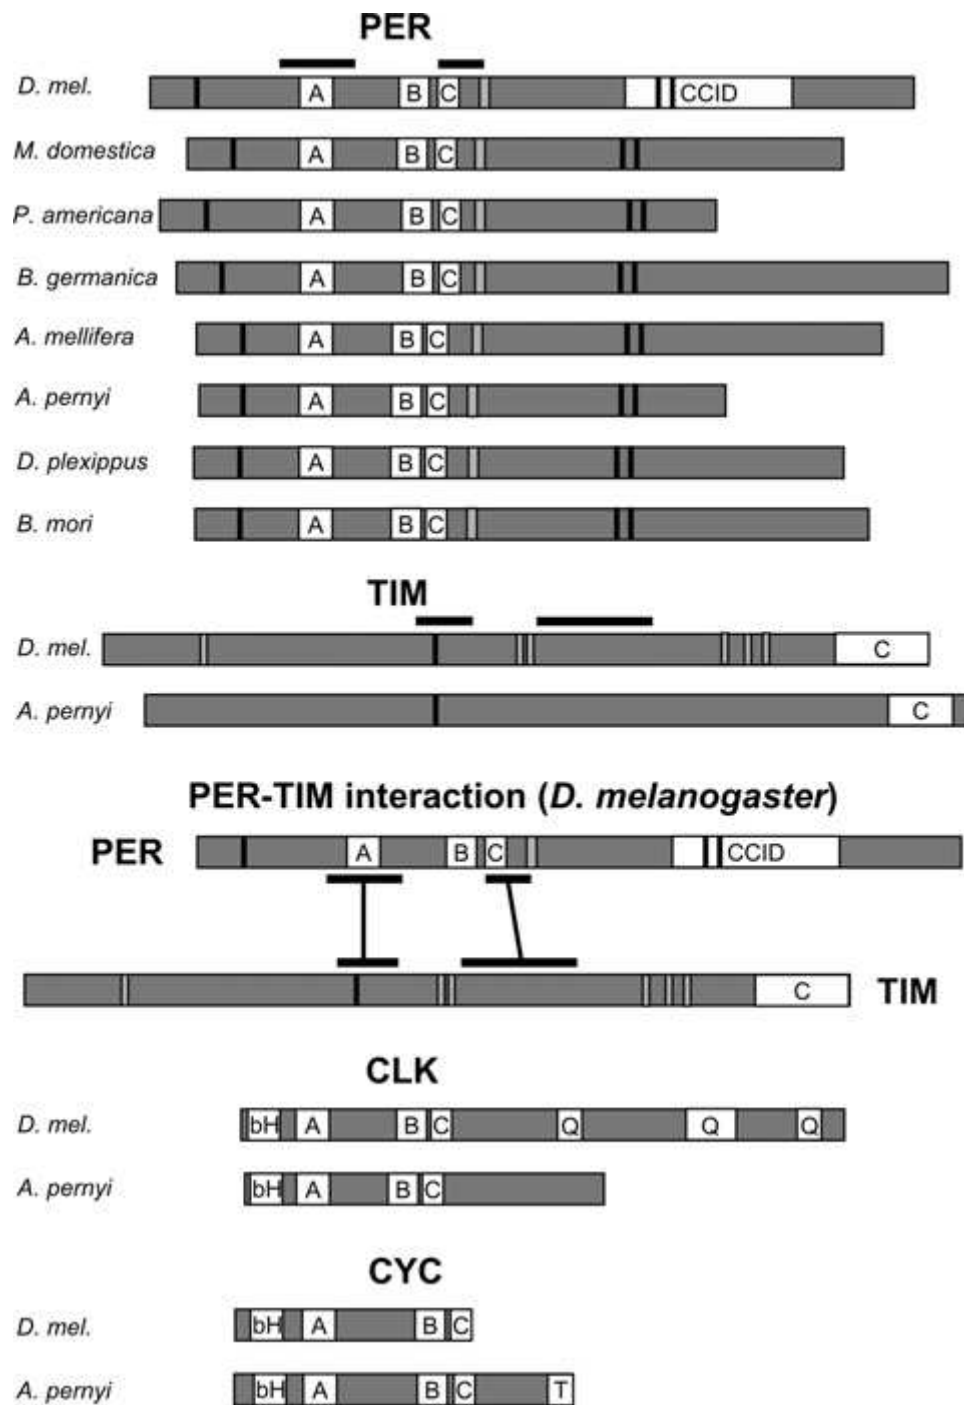 PER
D. mel. A B C CCID
M. domestica A B C
P. americana A B C
B. germanica A B C
A. mellifera A B C
A. pernyi A B C
D. plexippus A B C
B. mori A B C
TIM
D. mel. C
A. pernyi C
PER-TIM interaction (D. melanogaster)
PER A B C CCID
C TIM
CLK
D. mel. bH A B C Q Q Q
A. pernyi bH A B C
CYC
D. mel. bH A B C
A. pernyi bH A B C T